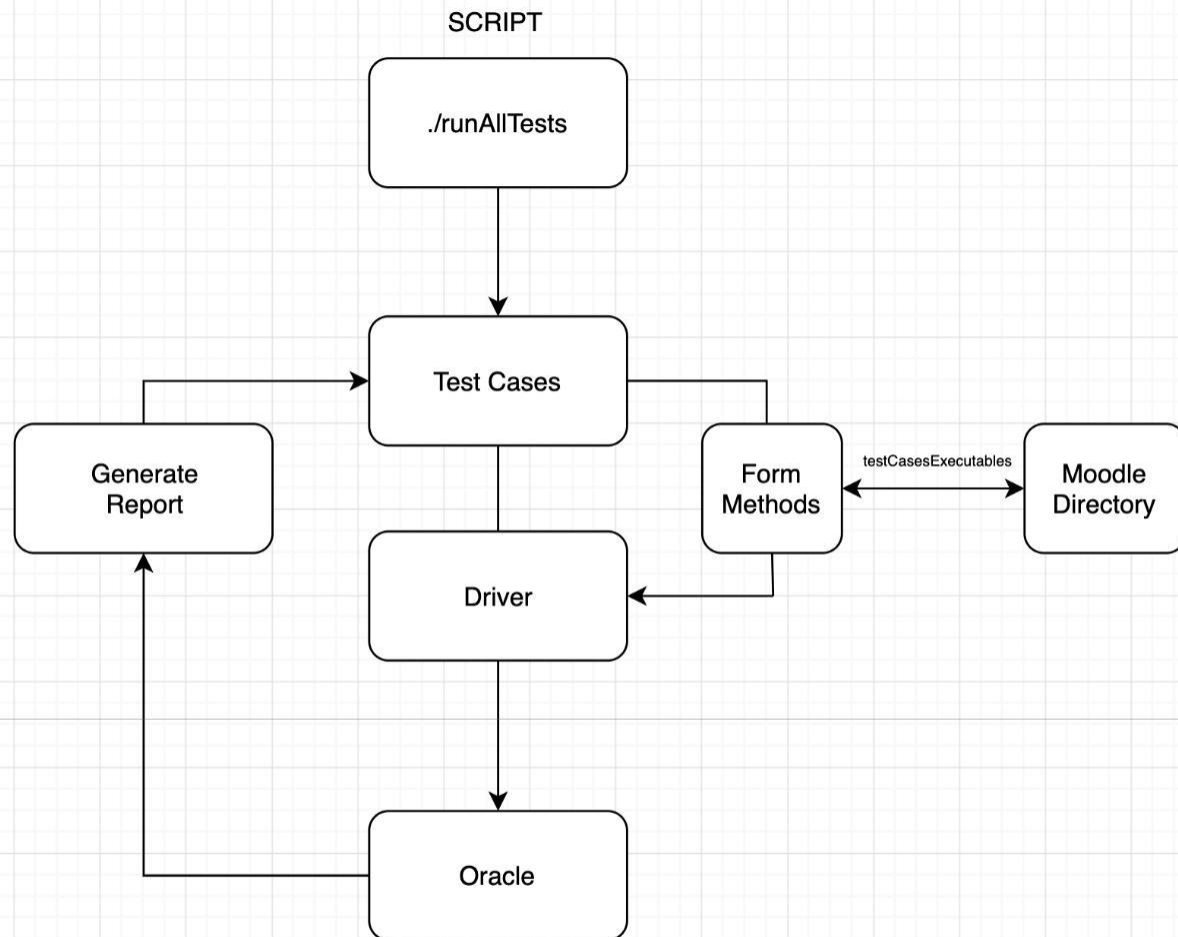 SCRIPT
./runAllTests
Test Cases
Generate
Report
Form
Methods
testCasesExecutables
Moodle
Directory
Driver
Oracle